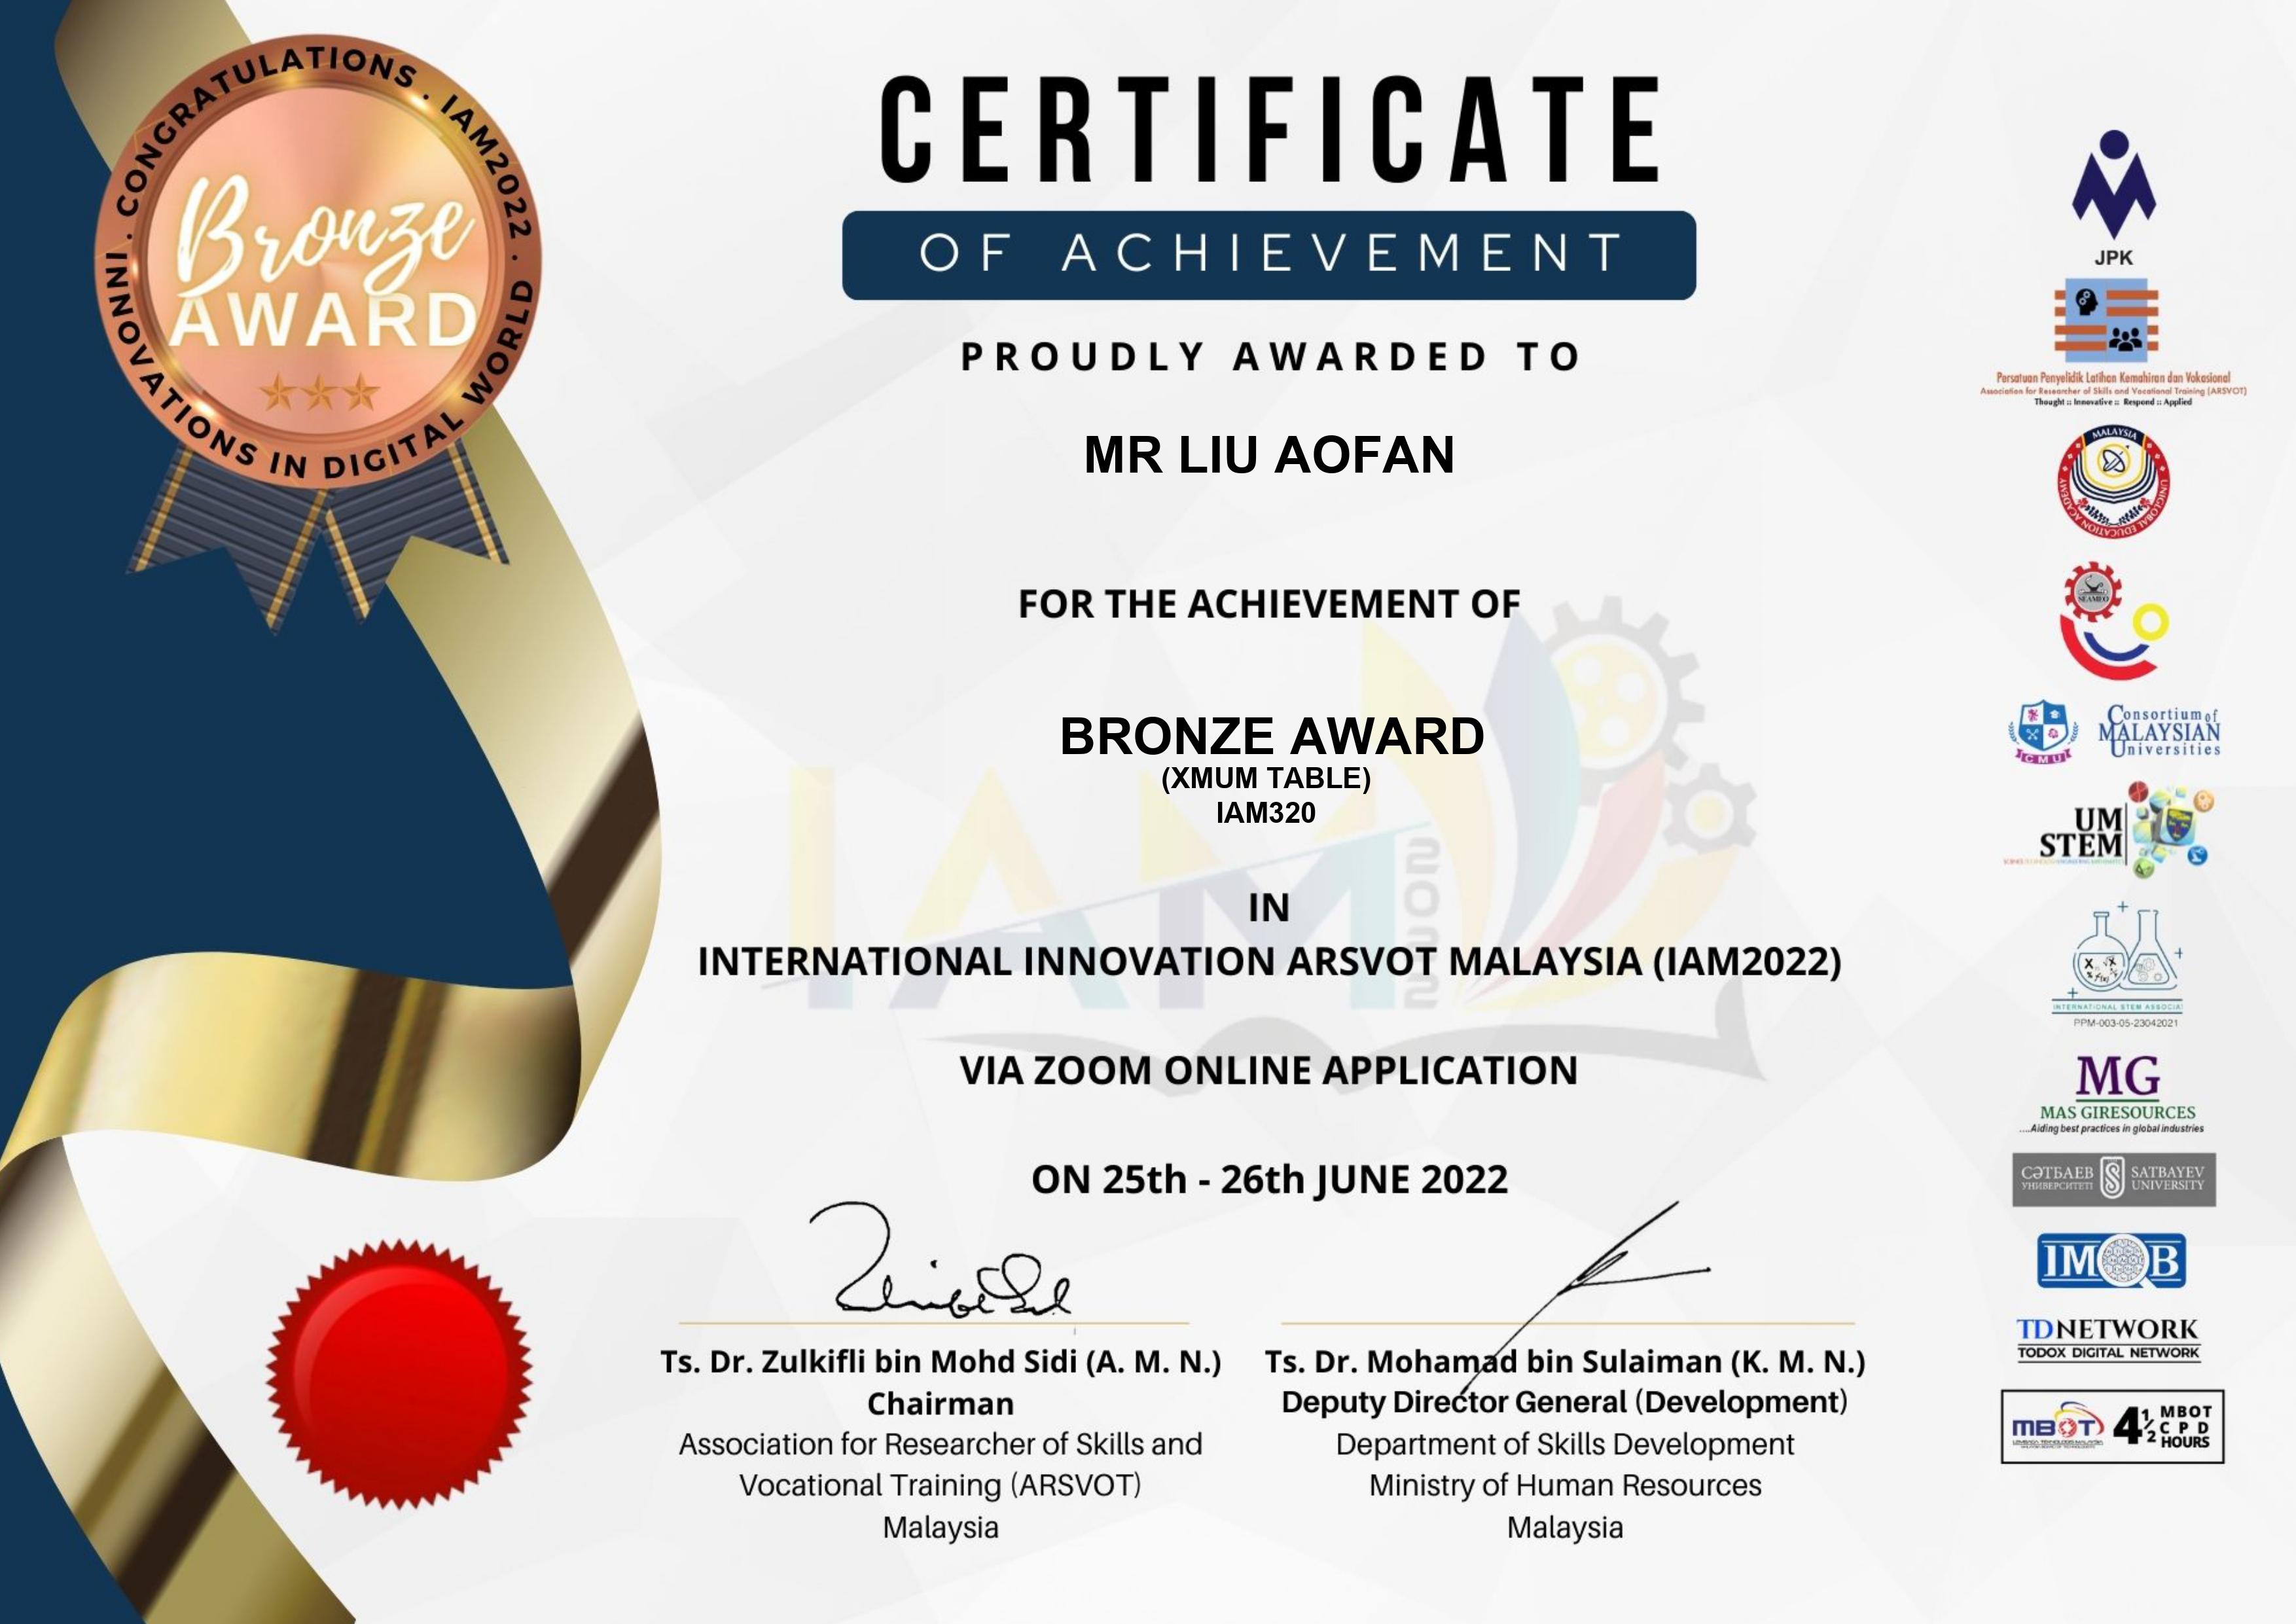 CONGRATULATIONS . IAM2022 .
INNOVATIONS IN DIGITAL WORLD .
Bronze
AWARD
CERTIFICATE
OF ACHIEVEMENT
PROUDLY AWARDED TO
MR LIU AOFAN
FOR THE ACHIEVEMENT OF
BRONZE AWARD
(XMUM TABLE)
IAM320
IN
INTERNATIONAL INNOVATION ARSVOT MALAYSIA (IAM2022)
VIA ZOOM ONLINE APPLICATION
ON 25th - 26th JUNE 2022
IAM
2022
Ts. Dr. Zulkifli bin Mohd Sidi (A. M. N.)
Chairman
Association for Researcher of Skills and
Vocational Training (ARSVOT)
Malaysia
Ts. Dr. Mohamad bin Sulaiman (K. M. N.)
Deputy Director General (Development)
Department of Skills Development
Ministry of Human Resources
Malaysia
JPK
Persatuan Penyelidik Latihan Kemahiran dan Vokasional
Association for Researcher of Skills and Vocational Training (ARSVOT)
Thought :: Innovative :: Respond :: Applied
MALAYSIA
UNIGLOBAL EDUCATION ACADEMY
SEAMEO
CMU
Consortium of
MALAYSIAN
Universities
UM
STEM
INTERNATIONAL STEM ASSOCIA
PPM-003-05-23042021
MG
MAS GIRESOURCES
....Aiding best practices in global industries
СӘТБАЕВ
УНИВЕРСИТЕТІ
SATBAYEV
UNIVERSITY
IMOB
TDNETWORK
TODOX DIGITAL NETWORK
MBOT
4 1/2
MBOT
CPD
HOURS